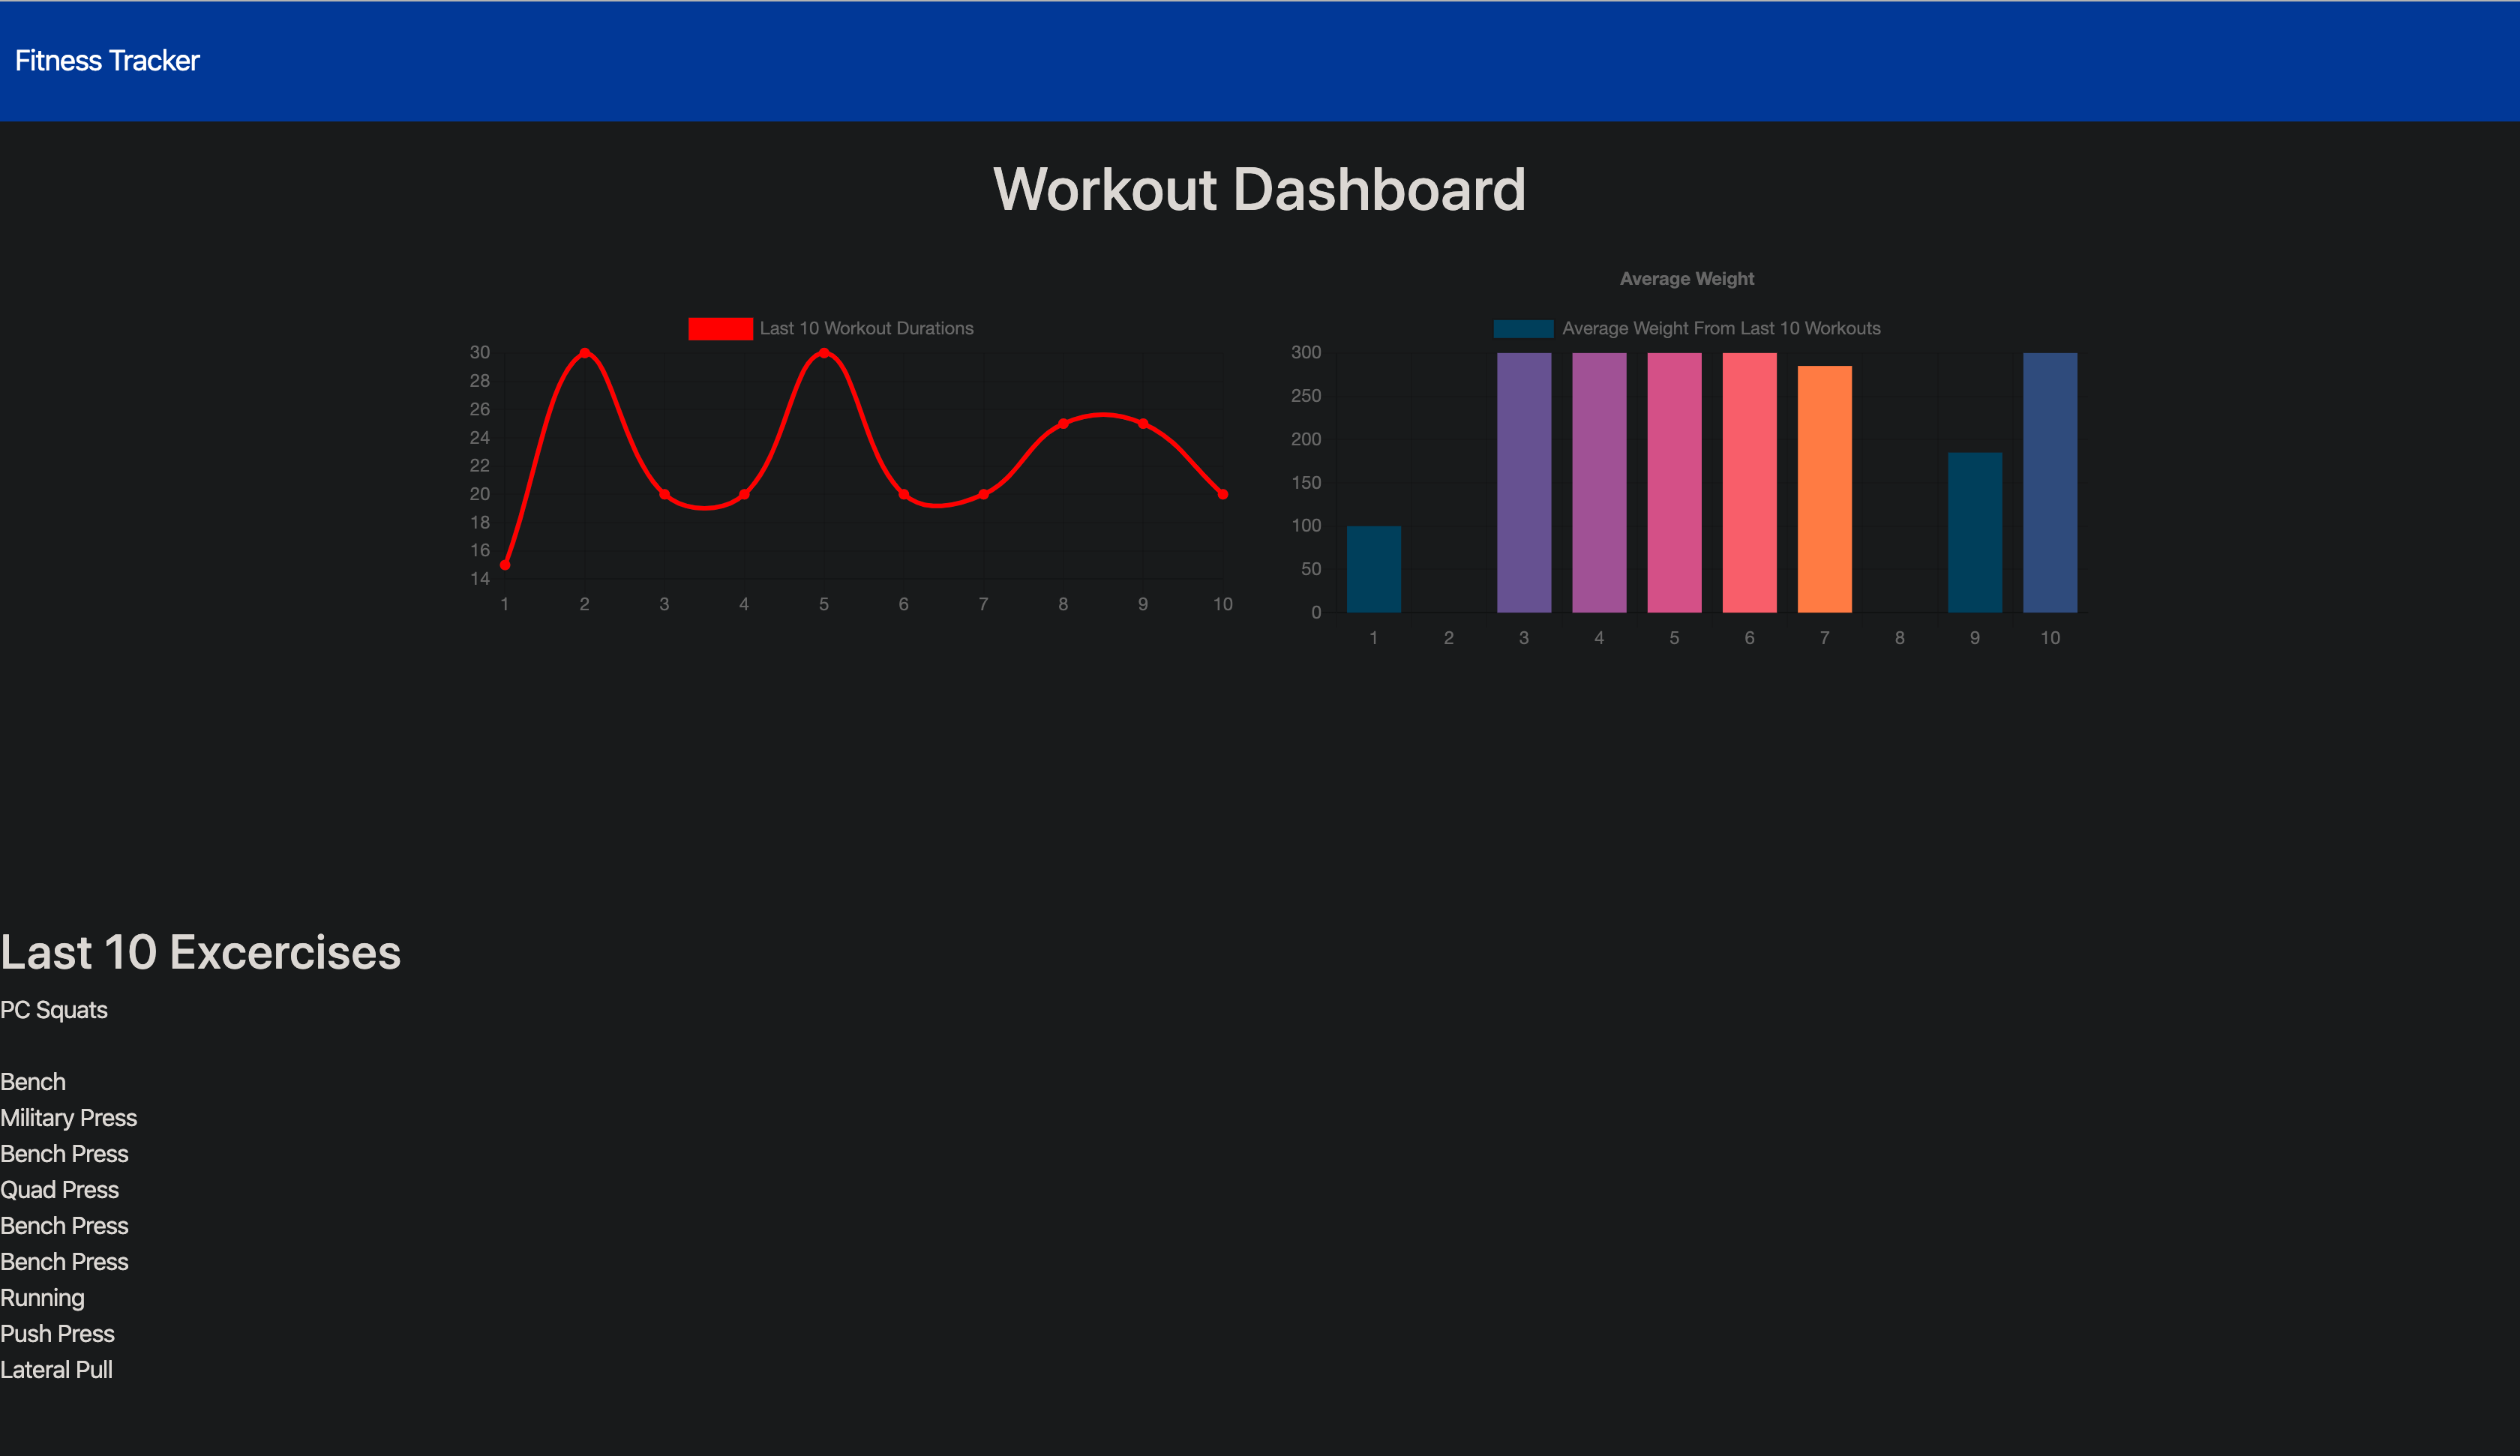 Fitness Tracker
Workout Dashboard
Last 10 Workout Durations
30
28
26
24
22
20
18
16
14
1 2 3 4 5 6 7 8 9 10
Average Weight
Average Weight From Last 10 Workouts
300
250
200
150
100
50
0
1 2 3 4 5 6 7 8 9 10
Last 10 Excercises
PC Squats
Bench
Military Press
Bench Press
Quad Press
Bench Press
Bench Press
Running
Push Press
Lateral Pull